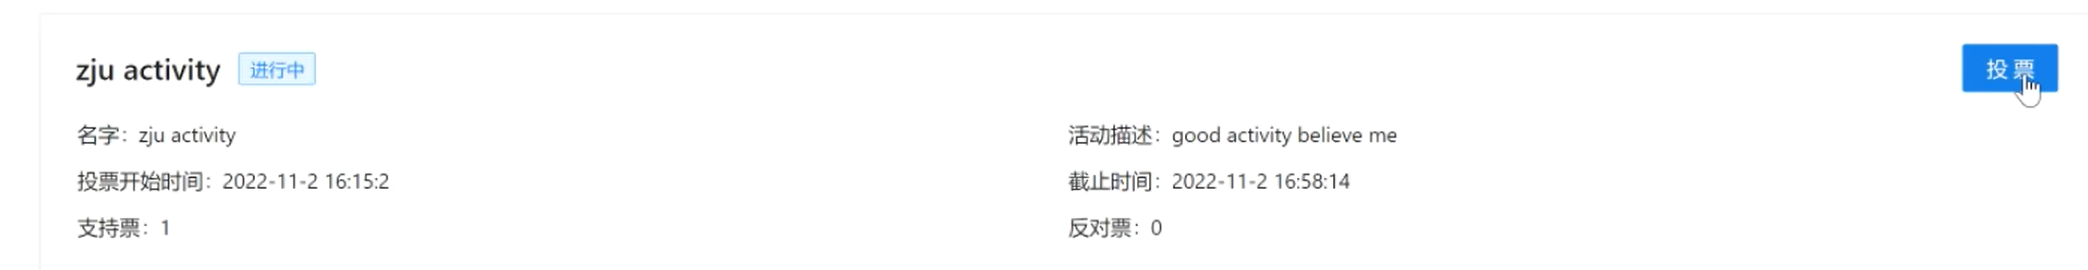 zju activity 进行中 投票
名字：zju activity 活动描述：good activity believe me
投票开始时间：2022-11-2 16:15:2 截止时间：2022-11-2 16:58:14
支持票：1 反对票：0